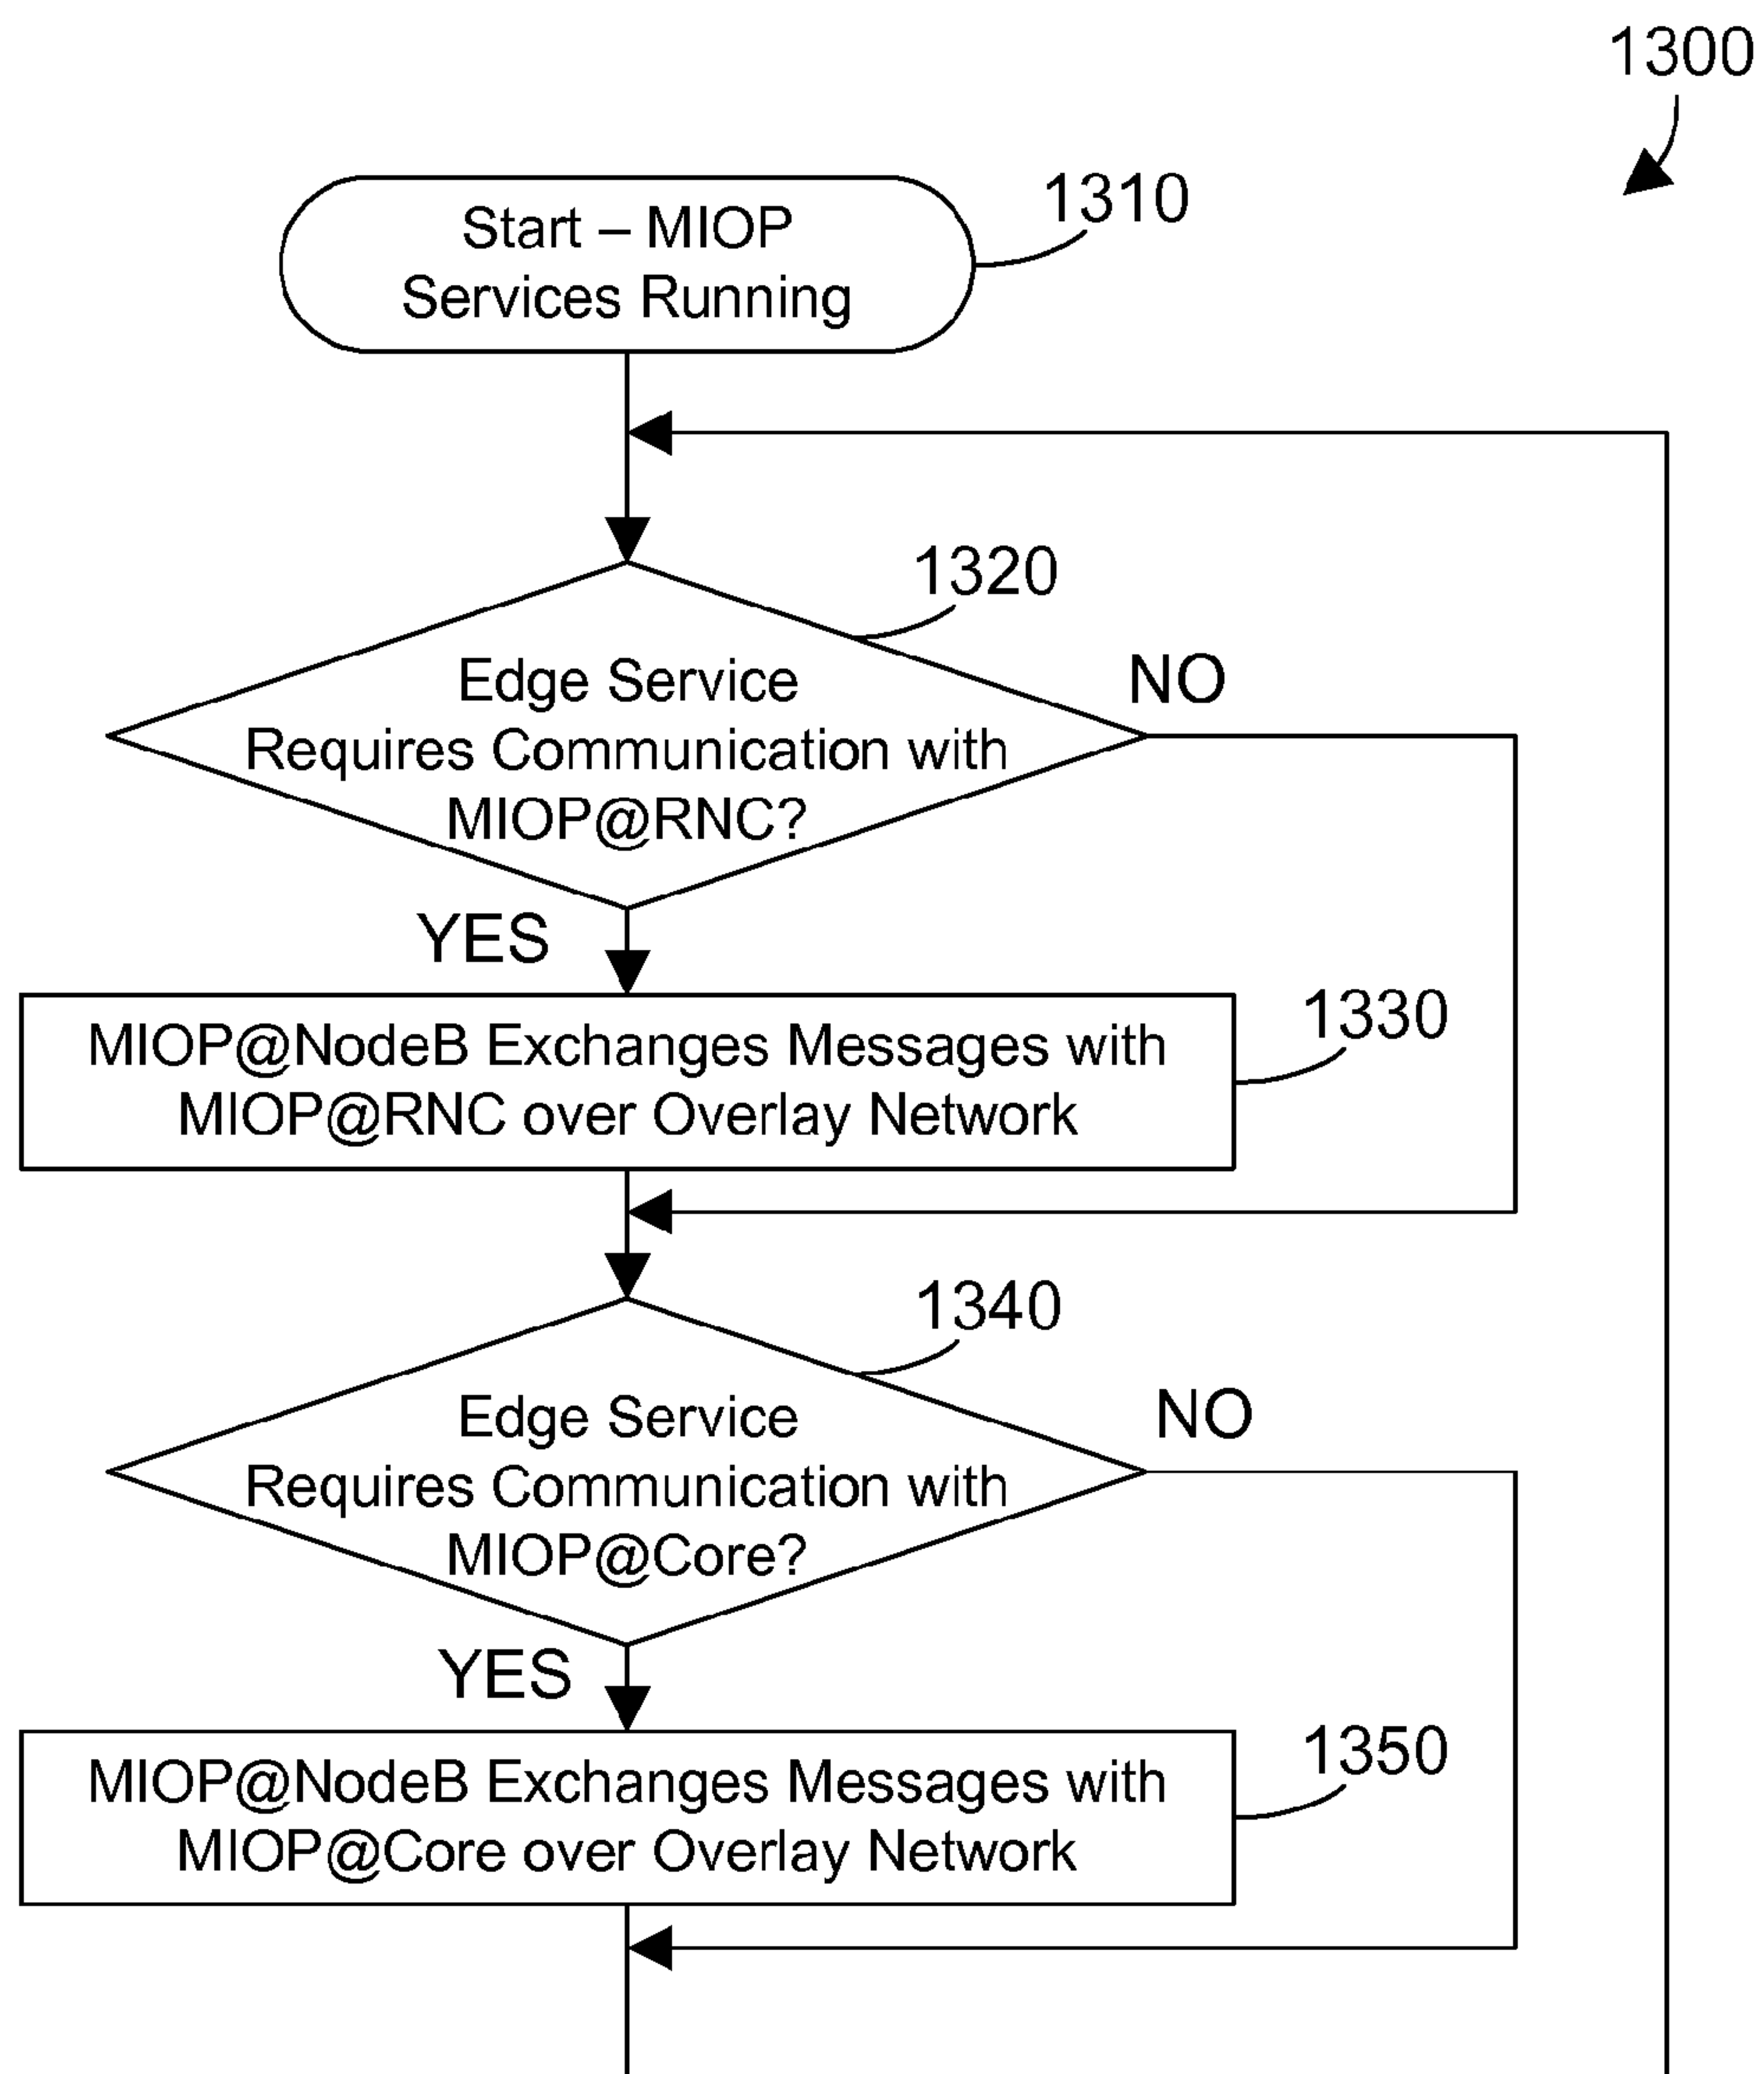 1300
1310
Start – MIOP
Services Running
1320
Edge Service
Requires Communication with
MIOP@RNC?
NO
YES
1330
MIOP@NodeB Exchanges Messages with
MIOP@RNC over Overlay Network
1340
Edge Service
Requires Communication with
MIOP@Core?
NO
YES
1350
MIOP@NodeB Exchanges Messages with
MIOP@Core over Overlay Network